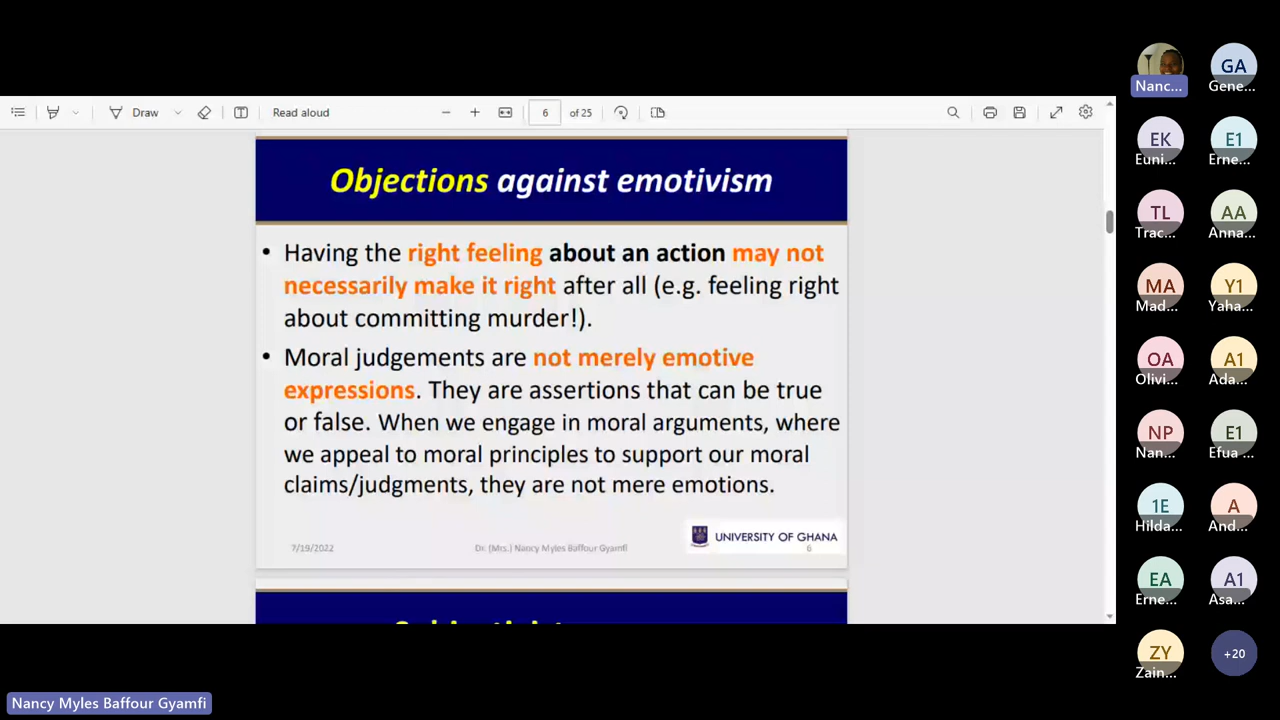 Draw
Read aloud
6
of 25
Objections against emotivism
• Having the right feeling about an action may not
necessarily make it right after all (e.g. feeling right
about committing murder!).
• Moral judgements are not merely emotive
expressions. They are assertions that can be true
or false. When we engage in moral arguments, where
we appeal to moral principles to support our moral
claims/judgments, they are not mere emotions.
7/19/2022
Dr. (Mrs.) Nancy Myles Baffour Gyamfi
UNIVERSITY OF GHANA
6
Nanc...
GA
Gene...
EK
Euni...
E1
Erne...
TL
Trac...
AA
Anna...
MA
Mad...
Y1
Yaha...
OA
Olivi...
A1
Ada...
NP
Nan...
E1
Efua ...
1E
Hilda...
A
And...
EA
Erne...
A1
Asa...
ZY
Zain...
+20
Nancy Myles Baffour Gyamfi